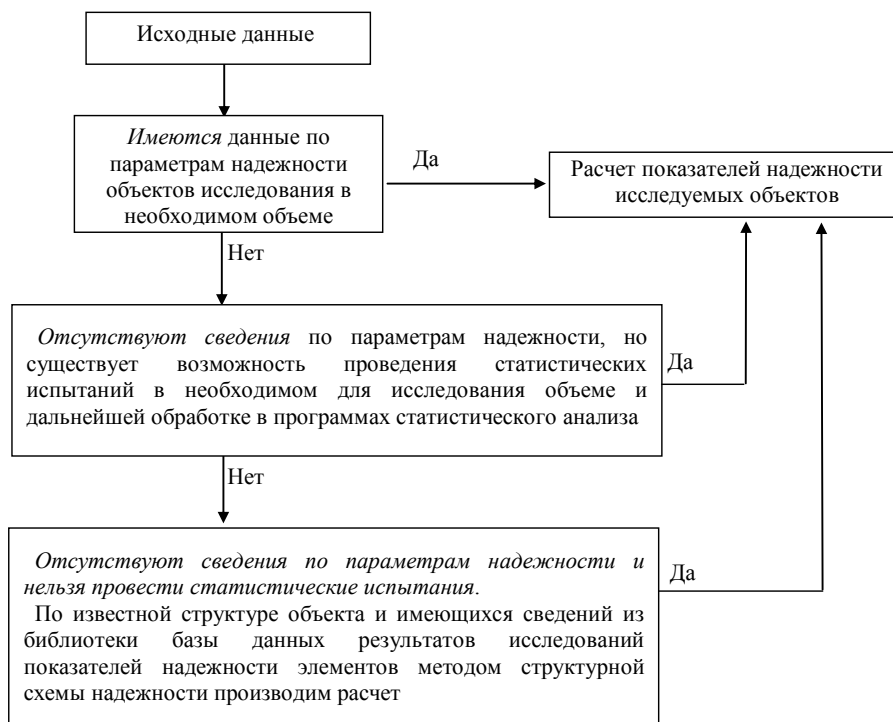 Исходные данные
Имеются данные по
параметрам надежности
объектов исследования в
необходимом объеме
Да
Расчет показателей надежности
исследуемых объектов
Нет
Отсутствуют сведения по параметрам надежности, но
существует возможность проведения статистических
испытаний в необходимом для исследования объеме и
дальнейшей обработке в программах статистического анализа
Да
Нет
Отсутствуют сведения по параметрам надежности и
нельзя провести статистические испытания.
По известной структуре объекта и имеющихся сведений из
библиотеки базы данных результатов исследований
показателей надежности элементов методом структурной
схемы надежности производим расчет
Да